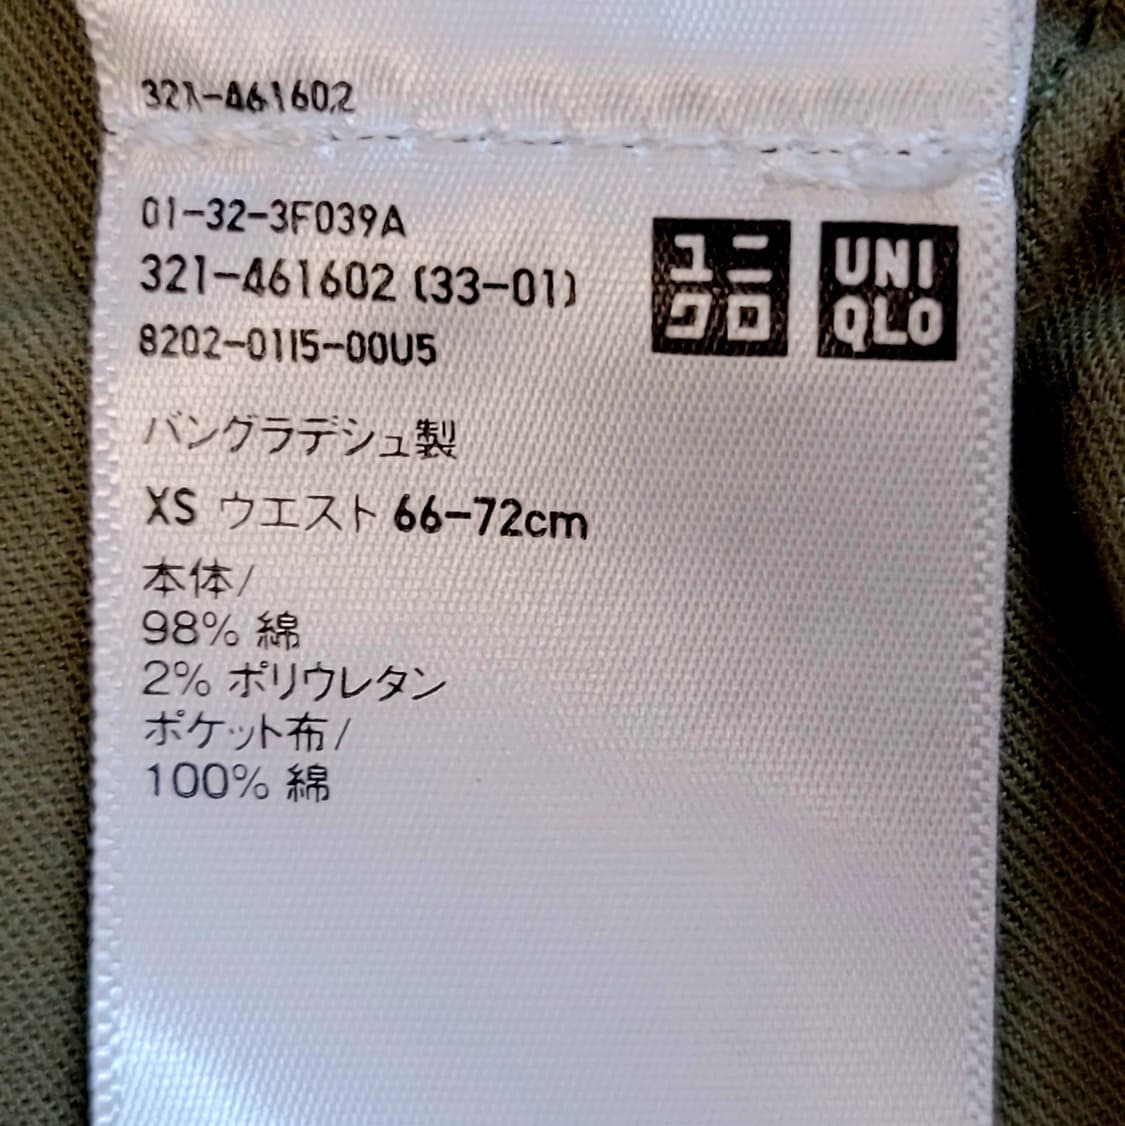 321-461602
01-32-3F039A
321-461602 (33-01)
8202-0115-00U5
ユニ
クロ
UNI
QLO
バングラデシュ製
XS ウエスト 66-72cm
本体/
98% 綿
2% ポリウレタン
ポケット布/
100% 綿